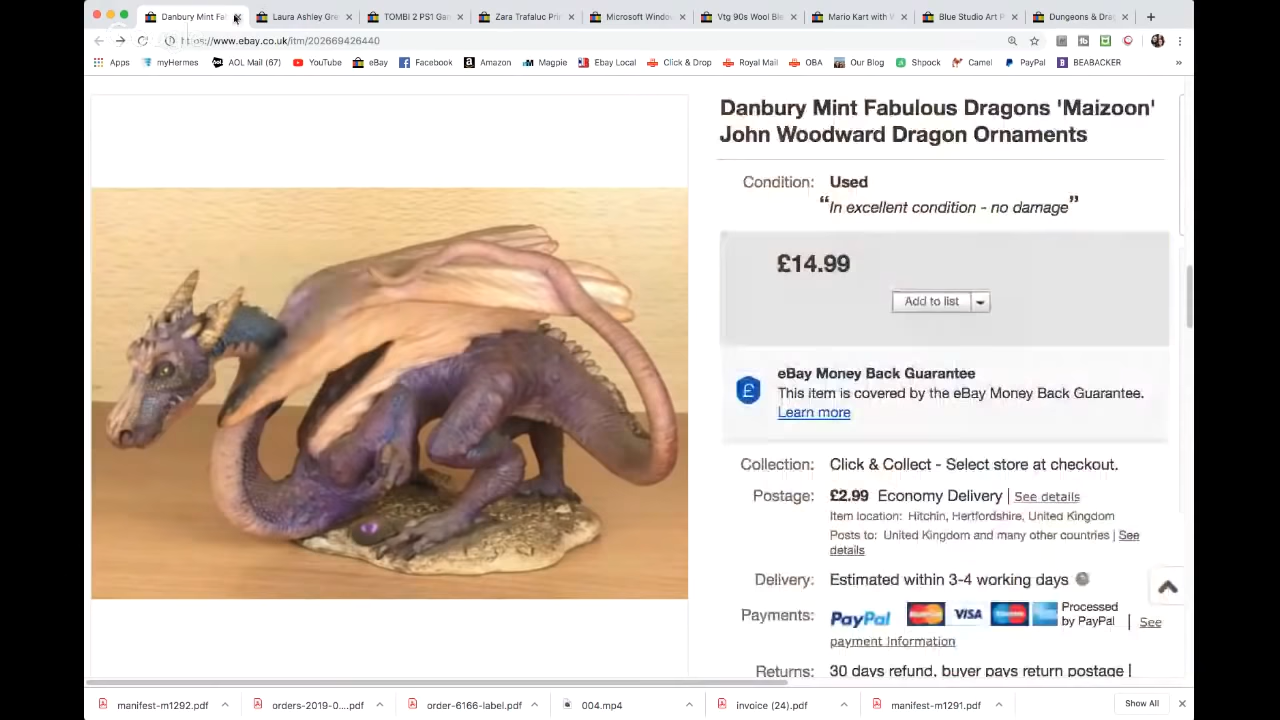 Danbury Mint Fa
Laura Ashley Gre
TOMBI 2 PS1 Ga
Zara Trafaluc Pri
Microsoft Windo
Vtg 90s Wool Bl
Mario Kart with W
Blue Studio Art P
Dungeons & Dra
https://www.ebay.co.uk/itm/202669426440
Apps
myHermes
AOL Mail (67)
YouTube
eBay
Facebook
Amazon
Magpie
Ebay Local
Click & Drop
Royal Mail
OBA
Our Blog
Shpock
Camel
PayPal
BEABACKER
»
Danbury Mint Fabulous Dragons 'Maizoon'
John Woodward Dragon Ornaments
Condition: Used
“In excellent condition - no damage”
£14.99
Add to list
eBay Money Back Guarantee
This item is covered by the eBay Money Back Guarantee.
Learn more
Collection: Click & Collect - Select store at checkout.
Postage: £2.99 Economy Delivery | See details
Item location: Hitchin, Hertfordshire, United Kingdom
Posts to: United Kingdom and many other countries | See
details
Delivery: Estimated within 3-4 working days
Payments: PayPal VISA Processed
by PayPal | See
payment information
Returns: 30 days refund, buyer pays return postage |
manifest-m1292.pdf
orders-2019-0....pdf
order-6166-label.pdf
004.mp4
invoice (24).pdf
manifest-m1291.pdf
Show All